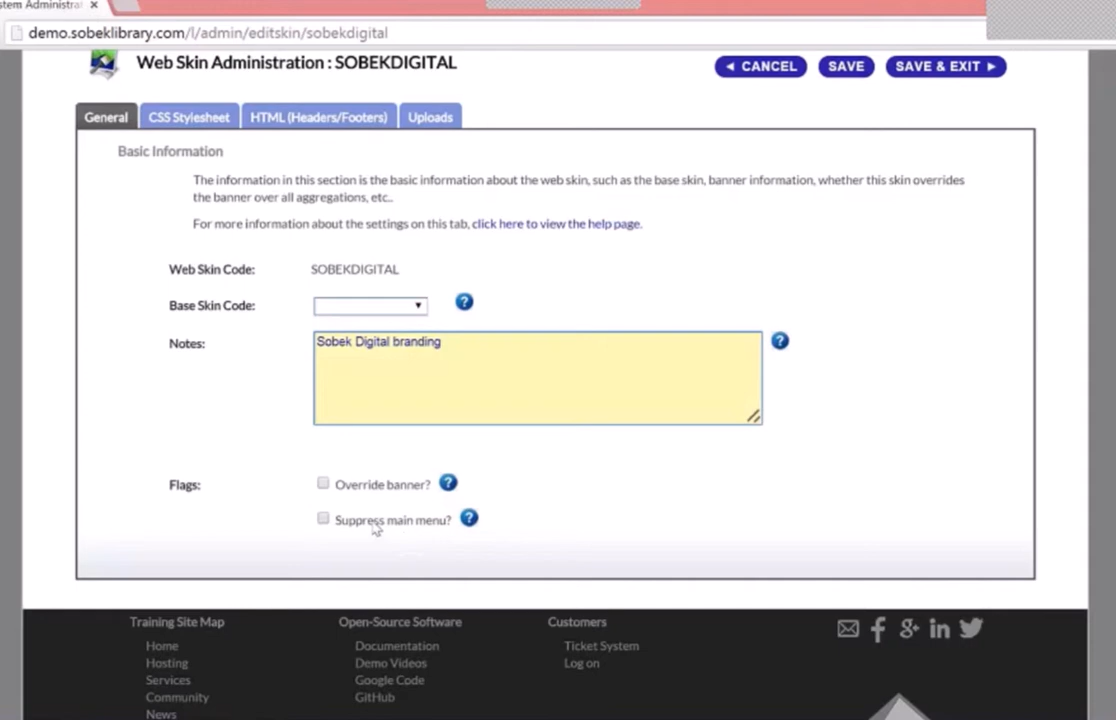 stem Administra
demo.sobeklibrary.com/l/admin/editskin/sobekdigital
Web Skin Administration : SOBEKDIGITAL
CANCEL
SAVE
SAVE & EXIT
General
CSS Stylesheet
HTML (Headers/Footers)
Uploads
Basic Information
The information in this section is the basic information about the web skin, such as the base skin, banner information, whether this skin overrides
the banner over all aggregations, etc..
For more information about the settings on this tab, click here to view the help page.
Web Skin Code: SOBEKDIGITAL
Base Skin Code:
Notes: Sobek Digital branding
Flags: Override banner?
Suppress main menu?
Training Site Map
Home
Hosting
Services
Community
News
Open-Source Software
Documentation
Demo Videos
Google Code
GitHub
Customers
Ticket System
Log on